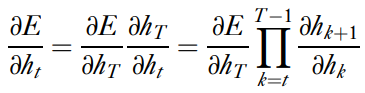 ∂E/∂h_t = ∂E/∂h_T ∂h_T/∂h_t = ∂E/∂h_T ∏_{k=t}^{T−1} ∂h_{k+1}/∂h_k